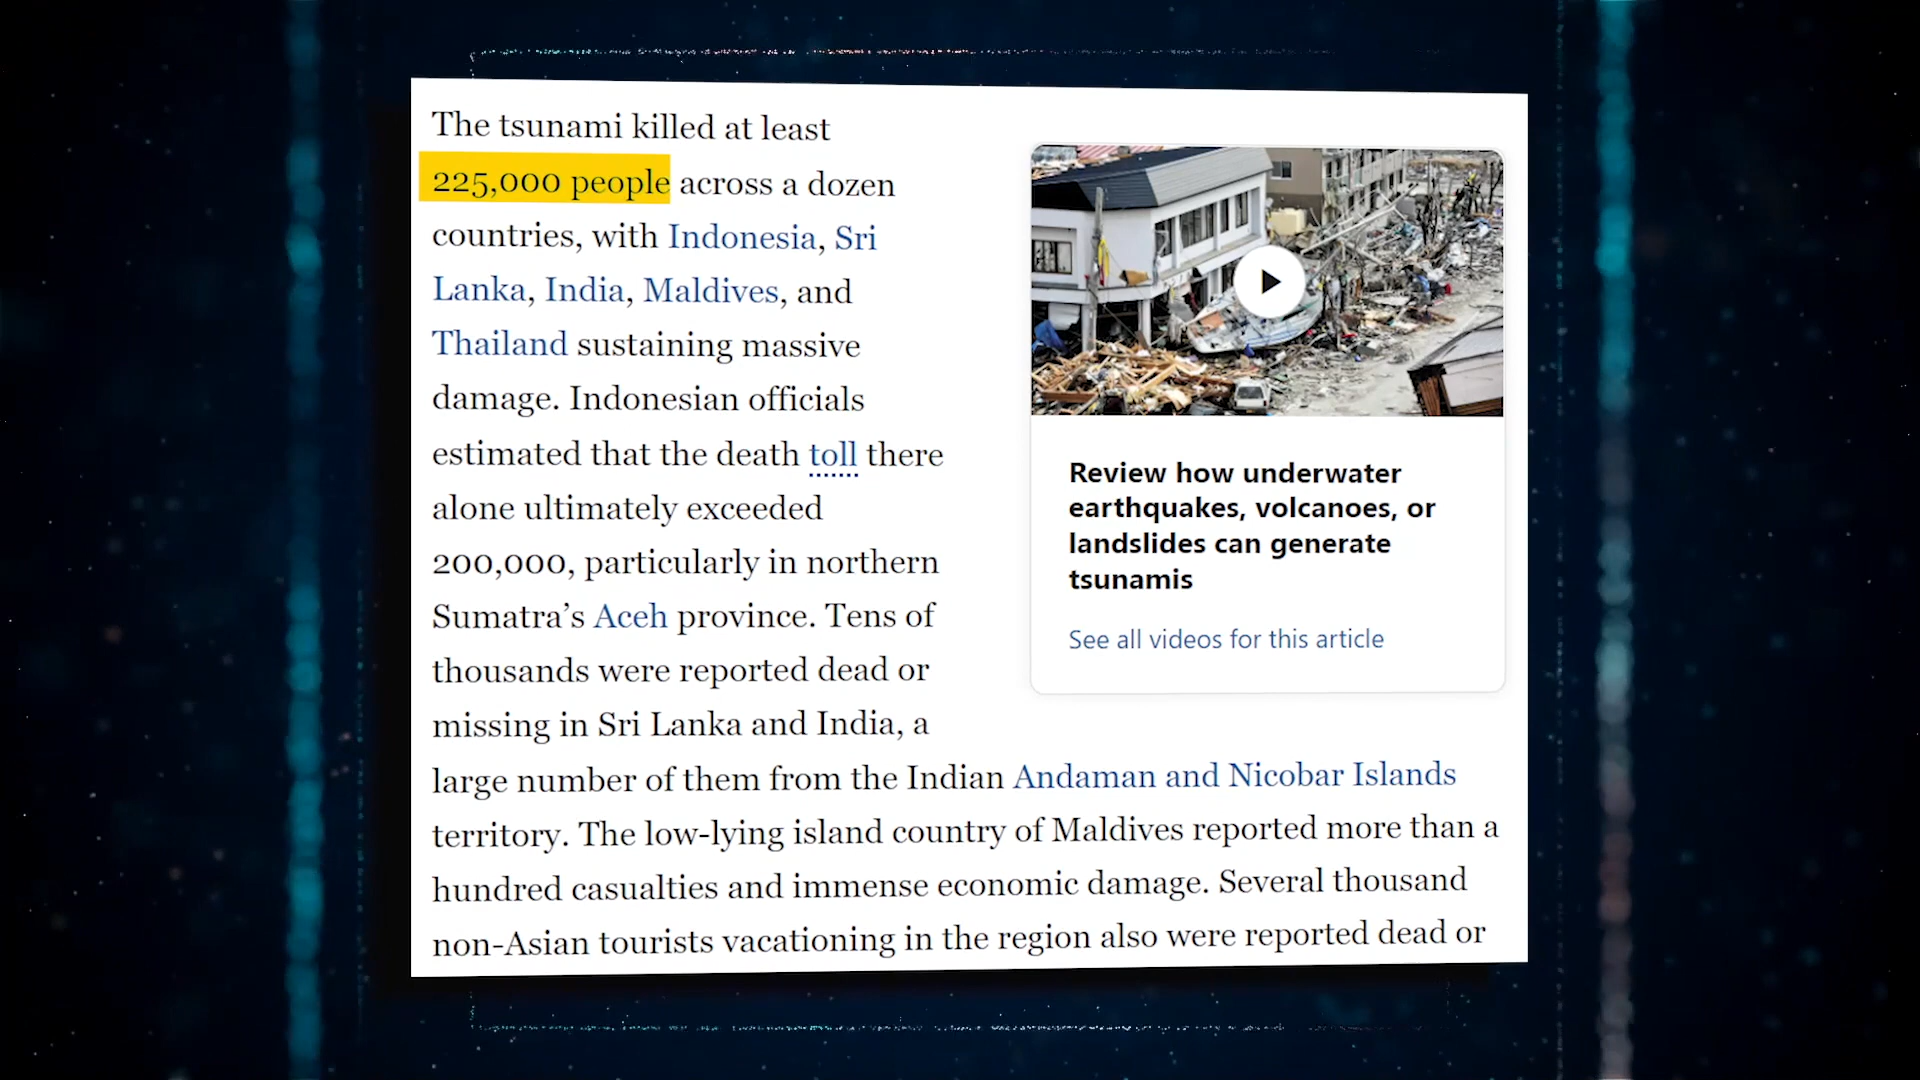 The tsunami killed at least
225,000 people across a dozen
countries, with Indonesia, Sri
Lanka, India, Maldives, and
Thailand sustaining massive
damage. Indonesian officials
estimated that the death toll there
alone ultimately exceeded
200,000, particularly in northern
Sumatra’s Aceh province. Tens of
thousands were reported dead or
missing in Sri Lanka and India, a
large number of them from the Indian Andaman and Nicobar Islands
territory. The low-lying island country of Maldives reported more than a
hundred casualties and immense economic damage. Several thousand
non-Asian tourists vacationing in the region also were reported dead or
Review how underwater
earthquakes, volcanoes, or
landslides can generate
tsunamis
See all videos for this article